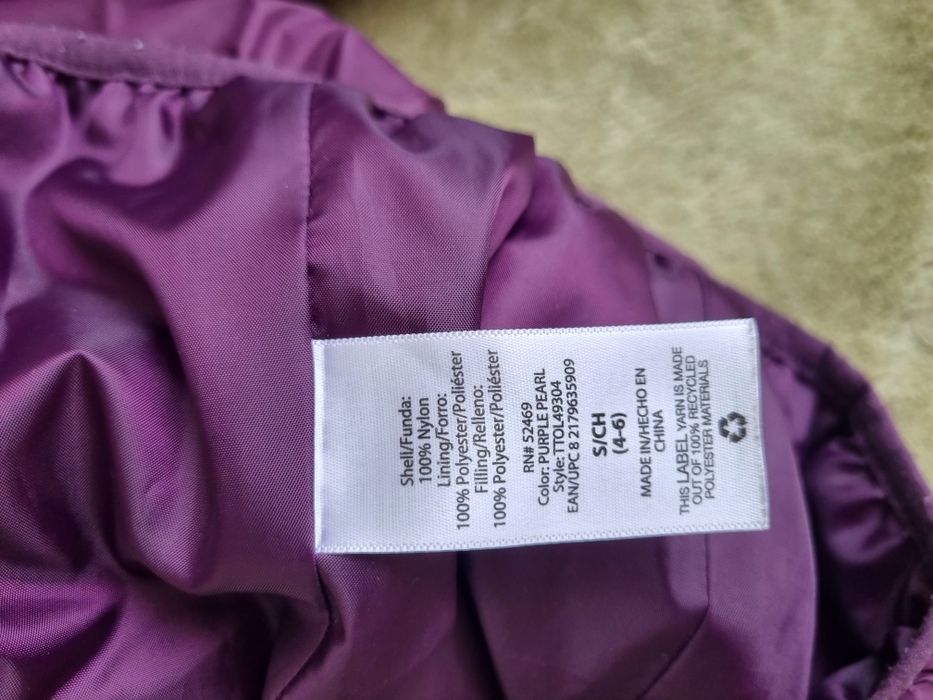 Shell/Funda:
100% Nylon
Lining/Forro:
100% Polyester/Poliéster
Filling/Relleno:
100% Polyester/Poliéster
RN# 52469
Color: PURPLE PEARL
Style: TTOL49304
EAN/UPC 8 2179635909
S/CH
(4-6)
MADE IN/HECHO EN
CHINA
THIS LABEL YARN IS MADE
OUT OF 100% RECYCLED
POLYESTER MATERIALS